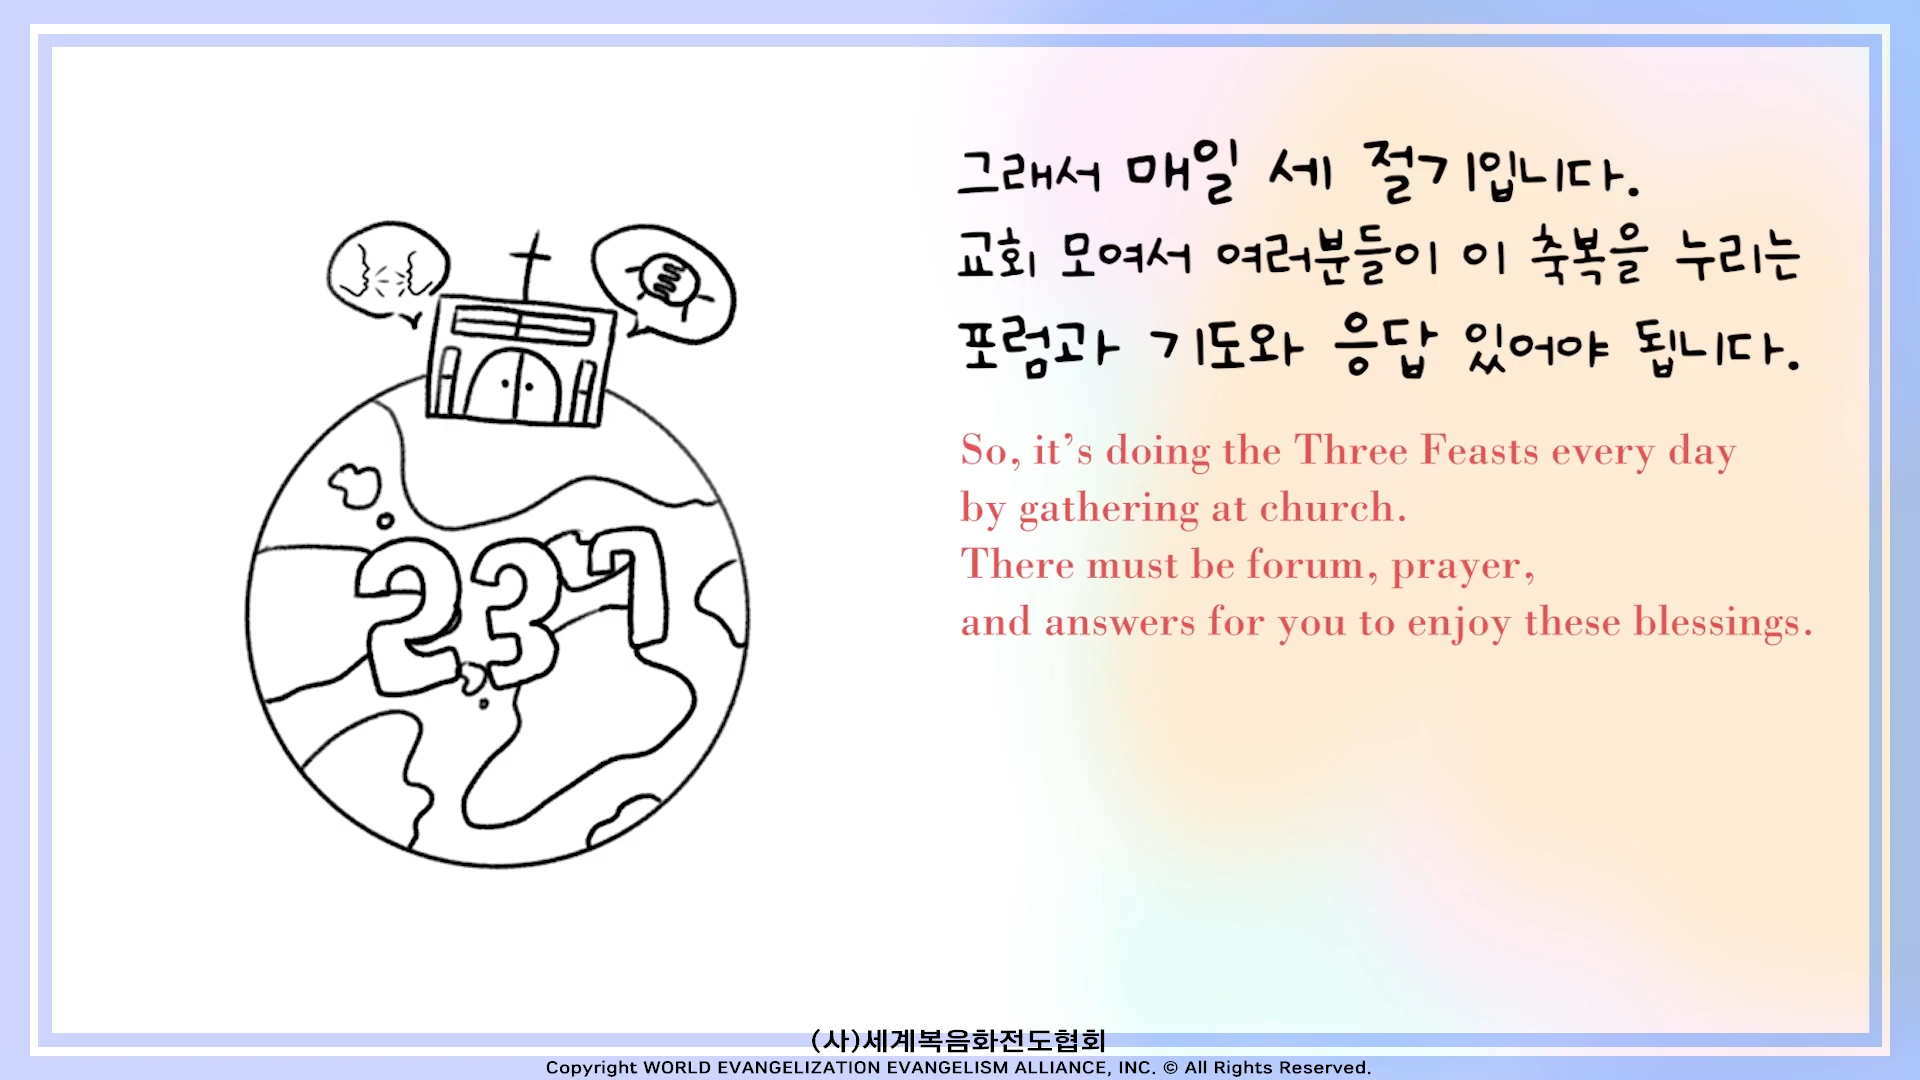 그래서 매일 세 절기입니다.
교회 모여서 여러분들이 이 축복을 누리는
포럼과 기도와 응답 있어야 됩니다.
So, it's doing the Three Feasts every day
by gathering at church.
There must be forum, prayer,
and answers for you to enjoy these blessings.
237
(사)세계복음화전도협회
Copyright WORLD EVANGELIZATION EVANGELISM ALLIANCE, INC. © All Rights Reserved.